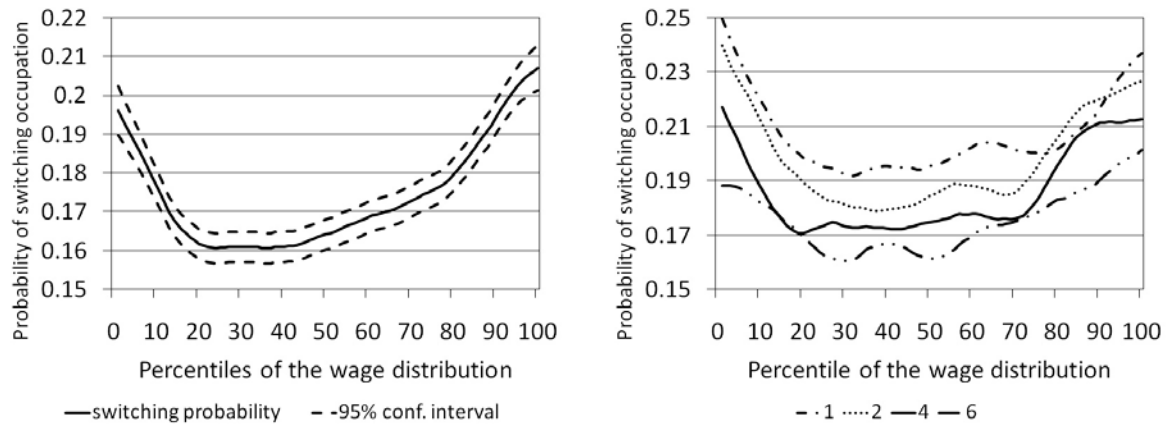 0.22
0.21
0.2
0.19
0.18
0.17
0.16
0.15
Probability of switching occupation
0 10 20 30 40 50 60 70 80 90 100
Percentiles of the wage distribution
switching probability
-95% conf. interval
0.25
0.23
0.21
0.19
0.17
0.15
Probability of switching occupation
0 10 20 30 40 50 60 70 80 90 100
Percentile of the wage distribution
1 2 4 6